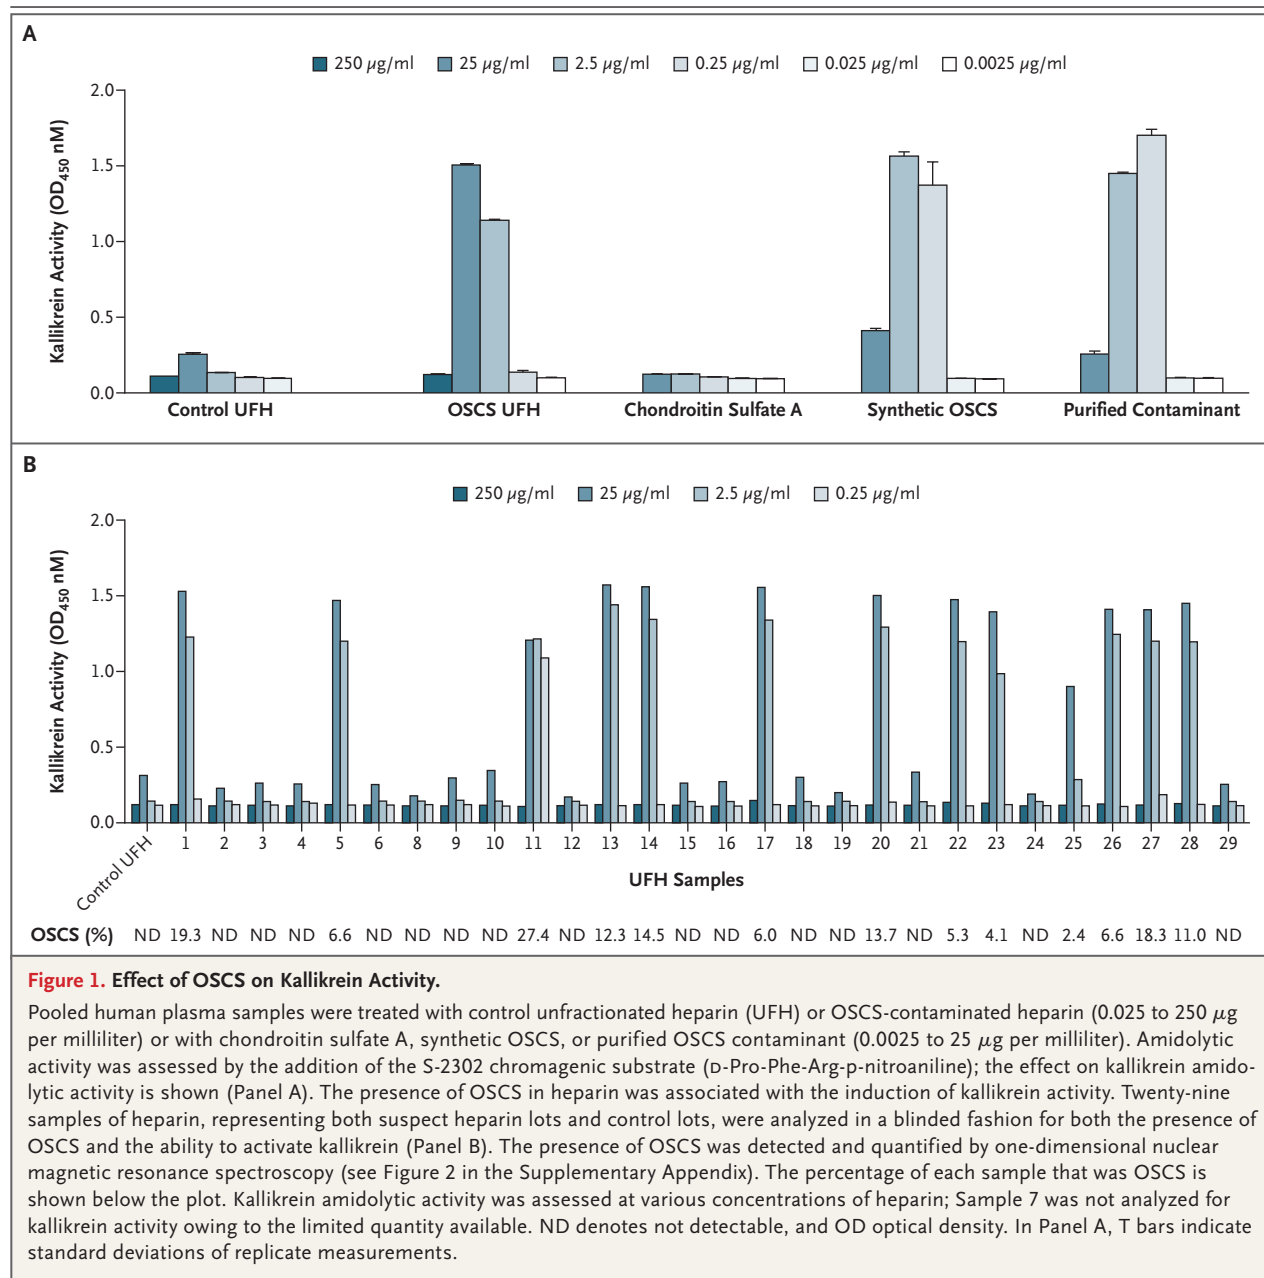 A
250 µg/ml 25 µg/ml 2.5 µg/ml 0.25 µg/ml 0.025 µg/ml 0.0025 µg/ml
Kallikrein Activity (OD450 nM)
2.0
1.5
1.0
0.5
0.0
Control UFH OSCS UFH Chondroitin Sulfate A Synthetic OSCS Purified Contaminant
B
250 µg/ml 25 µg/ml 2.5 µg/ml 0.25 µg/ml
Kallikrein Activity (OD450 nM)
2.0
1.5
1.0
0.5
0.0
Control UFH 1 2 3 4 5 6 8 9 10 11 12 13 14 15 16 17 18 19 20 21 22 23 24 25 26 27 28 29
UFH Samples
OSCS (%) ND 19.3 ND ND ND 6.6 ND ND ND ND 27.4 ND 12.3 14.5 ND ND 6.0 ND ND 13.7 ND 5.3 4.1 ND 2.4 6.6 18.3 11.0 ND
Figure 1. Effect of OSCS on Kallikrein Activity.
Pooled human plasma samples were treated with control unfractionated heparin (UFH) or OSCS-contaminated heparin (0.025 to 250 µg
per milliliter) or with chondroitin sulfate A, synthetic OSCS, or purified OSCS contaminant (0.0025 to 25 µg per milliliter). Amidolytic
activity was assessed by the addition of the S-2302 chromagenic substrate (D-Pro-Phe-Arg-p-nitroaniline); the effect on kallikrein amido-
lytic activity is shown (Panel A). The presence of OSCS in heparin was associated with the induction of kallikrein activity. Twenty-nine
samples of heparin, representing both suspect heparin lots and control lots, were analyzed in a blinded fashion for both the presence of
OSCS and the ability to activate kallikrein (Panel B). The presence of OSCS was detected and quantified by one-dimensional nuclear
magnetic resonance spectroscopy (see Figure 2 in the Supplementary Appendix). The percentage of each sample that was OSCS is
shown below the plot. Kallikrein amidolytic activity was assessed at various concentrations of heparin; Sample 7 was not analyzed for
kallikrein activity owing to the limited quantity available. ND denotes not detectable, and OD optical density. In Panel A, T bars indicate
standard deviations of replicate measurements.